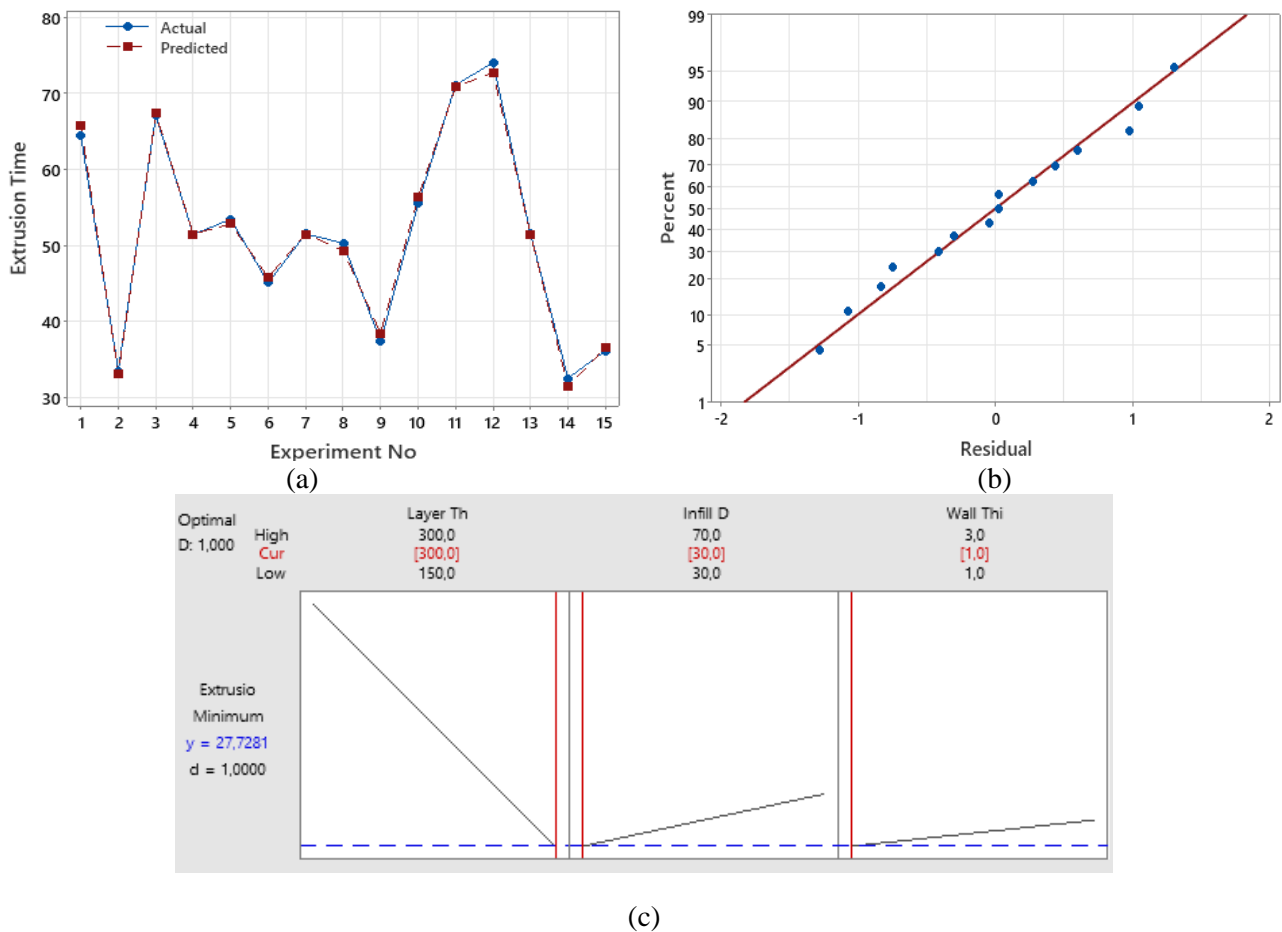 Actual
Predicted
80
70
60
50
40
30
Extrusion Time
1 2 3 4 5 6 7 8 9 10 11 12 13 14 15
Experiment No
(a)
99
95
90
80
70
60
50
40
30
20
10
5
1
Percent
-2 -1 0 1 2
Residual
(b)
Optimal
D: 1,000
High
Cur
Low
Layer Th
300,0
[300,0]
150,0
Infill D
70,0
[30,0]
30,0
Wall Thi
3,0
[1,0]
1,0
Extrusio
Minimum
y = 27,7281
d = 1,0000
(c)